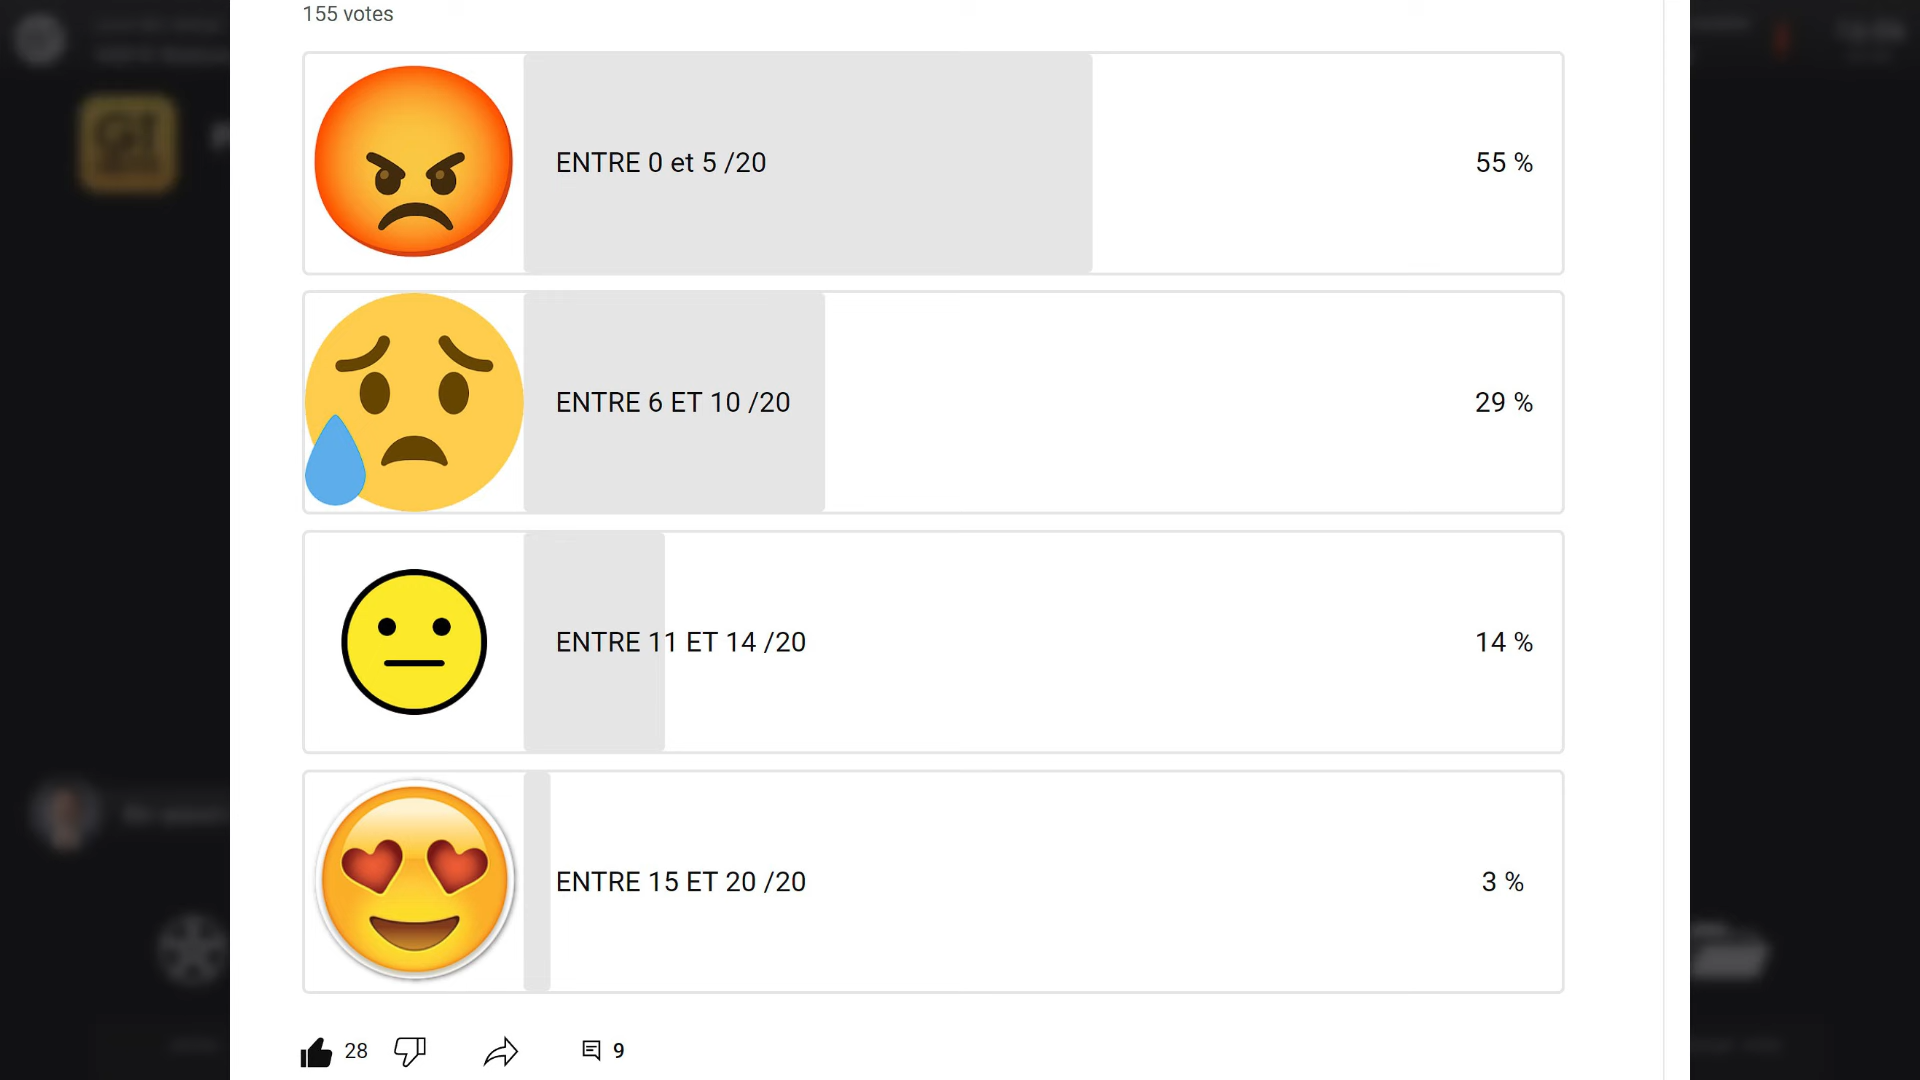 155 votes
ENTRE 0 et 5 /20
55 %
ENTRE 6 ET 10 /20
29 %
ENTRE 11 ET 14 /20
14 %
ENTRE 15 ET 20 /20
3 %
28
9